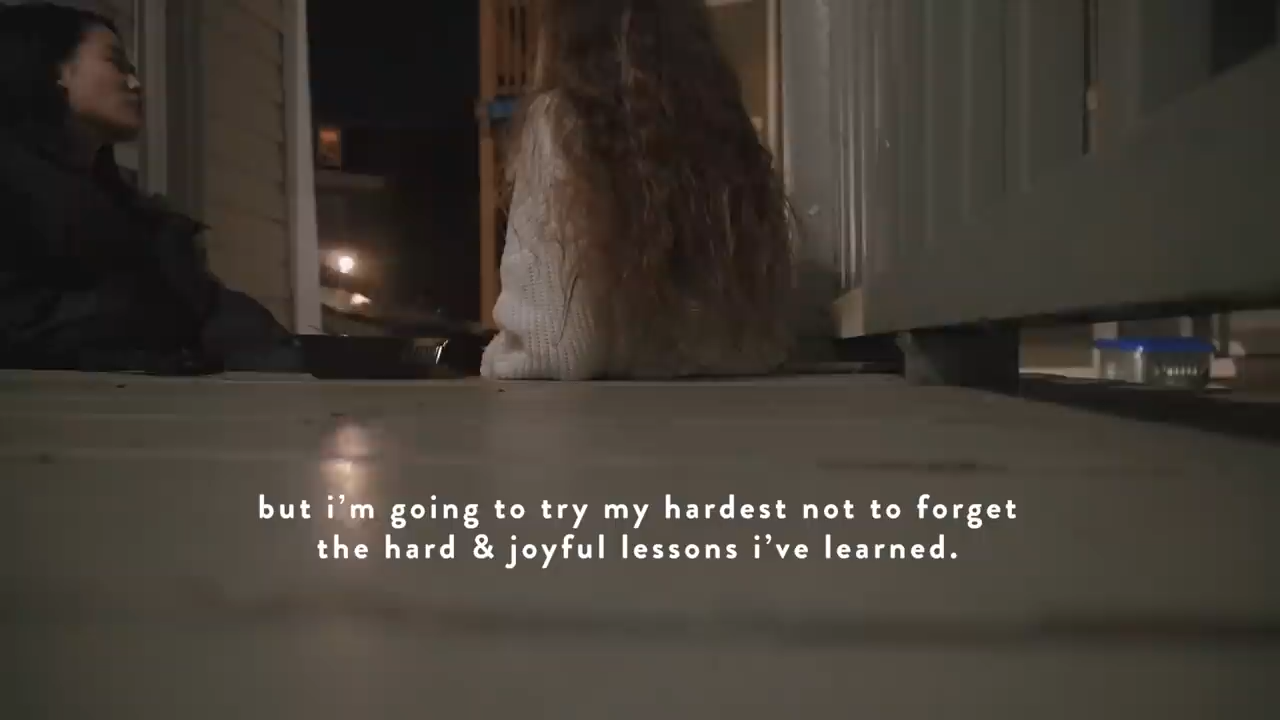 but i'm going to try my hardest not to forget
the hard & joyful lessons i've learned.